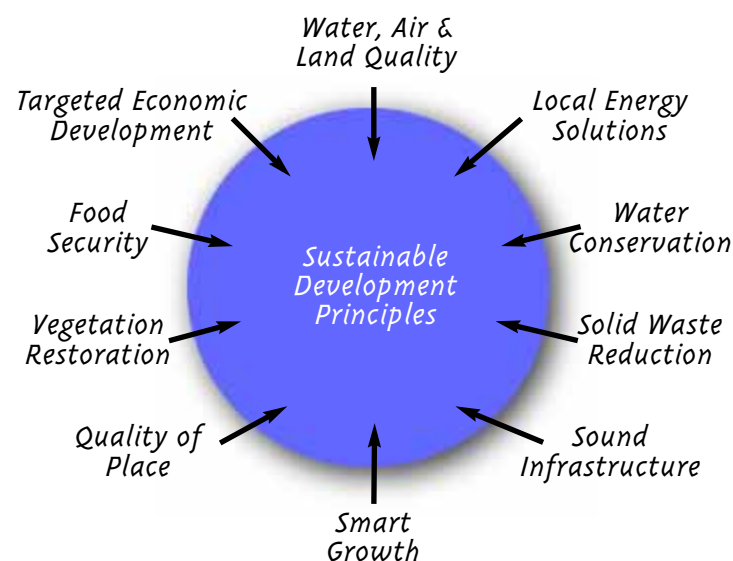 Water, Air &
Land Quality
Targeted Economic
Development
Local Energy
Solutions
Food
Security
Water
Conservation
Sustainable
Development
Principles
Vegetation
Restoration
Solid Waste
Reduction
Quality of
Place
Sound
Infrastructure
Smart
Growth